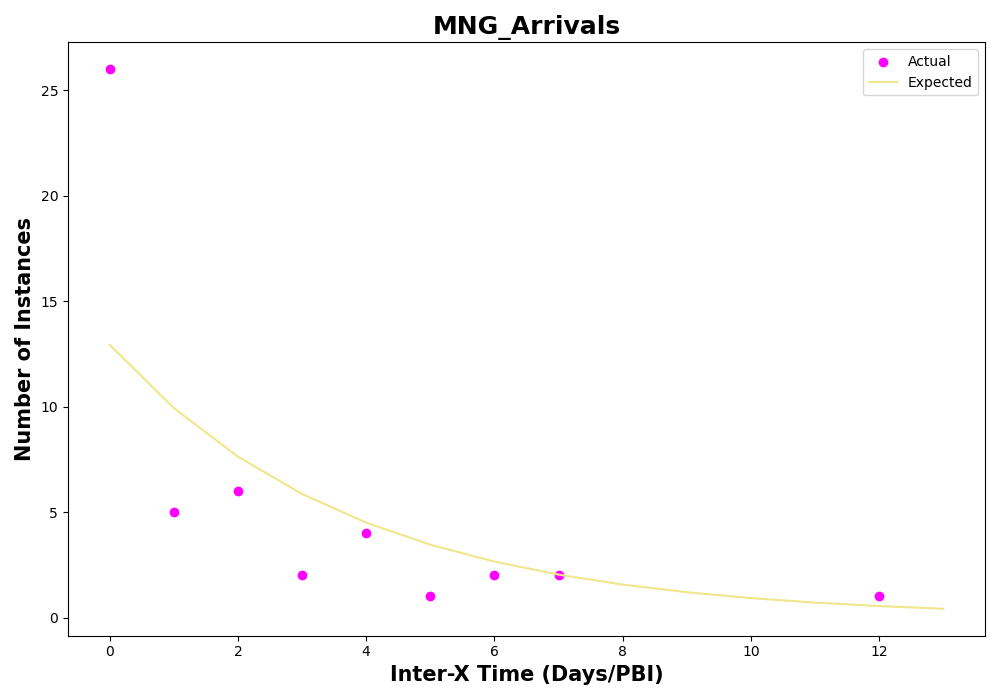 MNG_Arrivals
Actual
Expected
Number of Instances
25
20
15
10
5
0
0 2 4 6 8 10 12
Inter-X Time (Days/PBI)